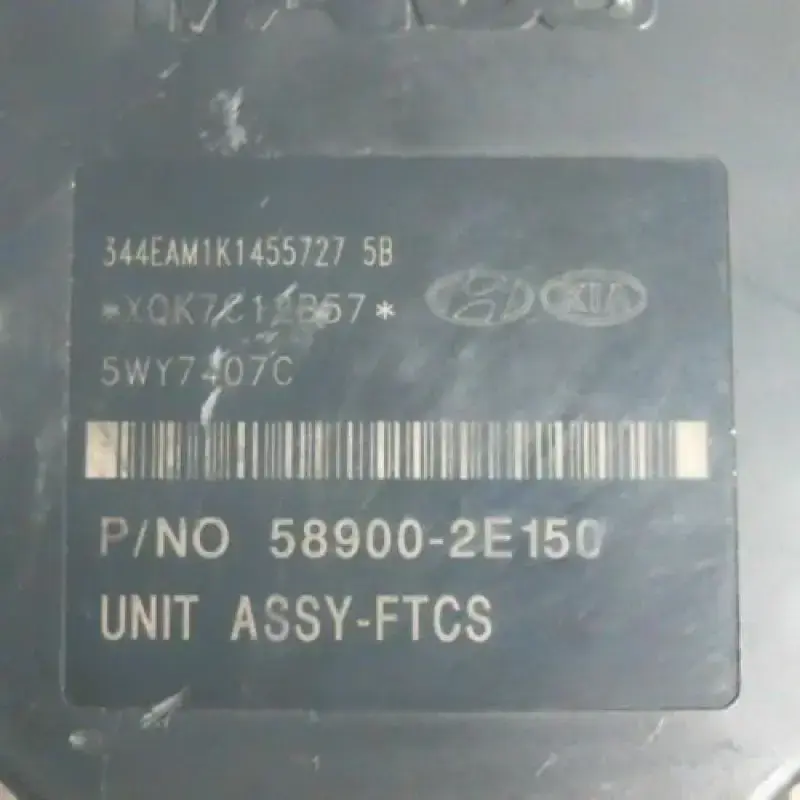 344EAM1K1455727 5B
5WY7407C
KIA
P/NO 58900-2E150
UNIT ASSY-FTCS